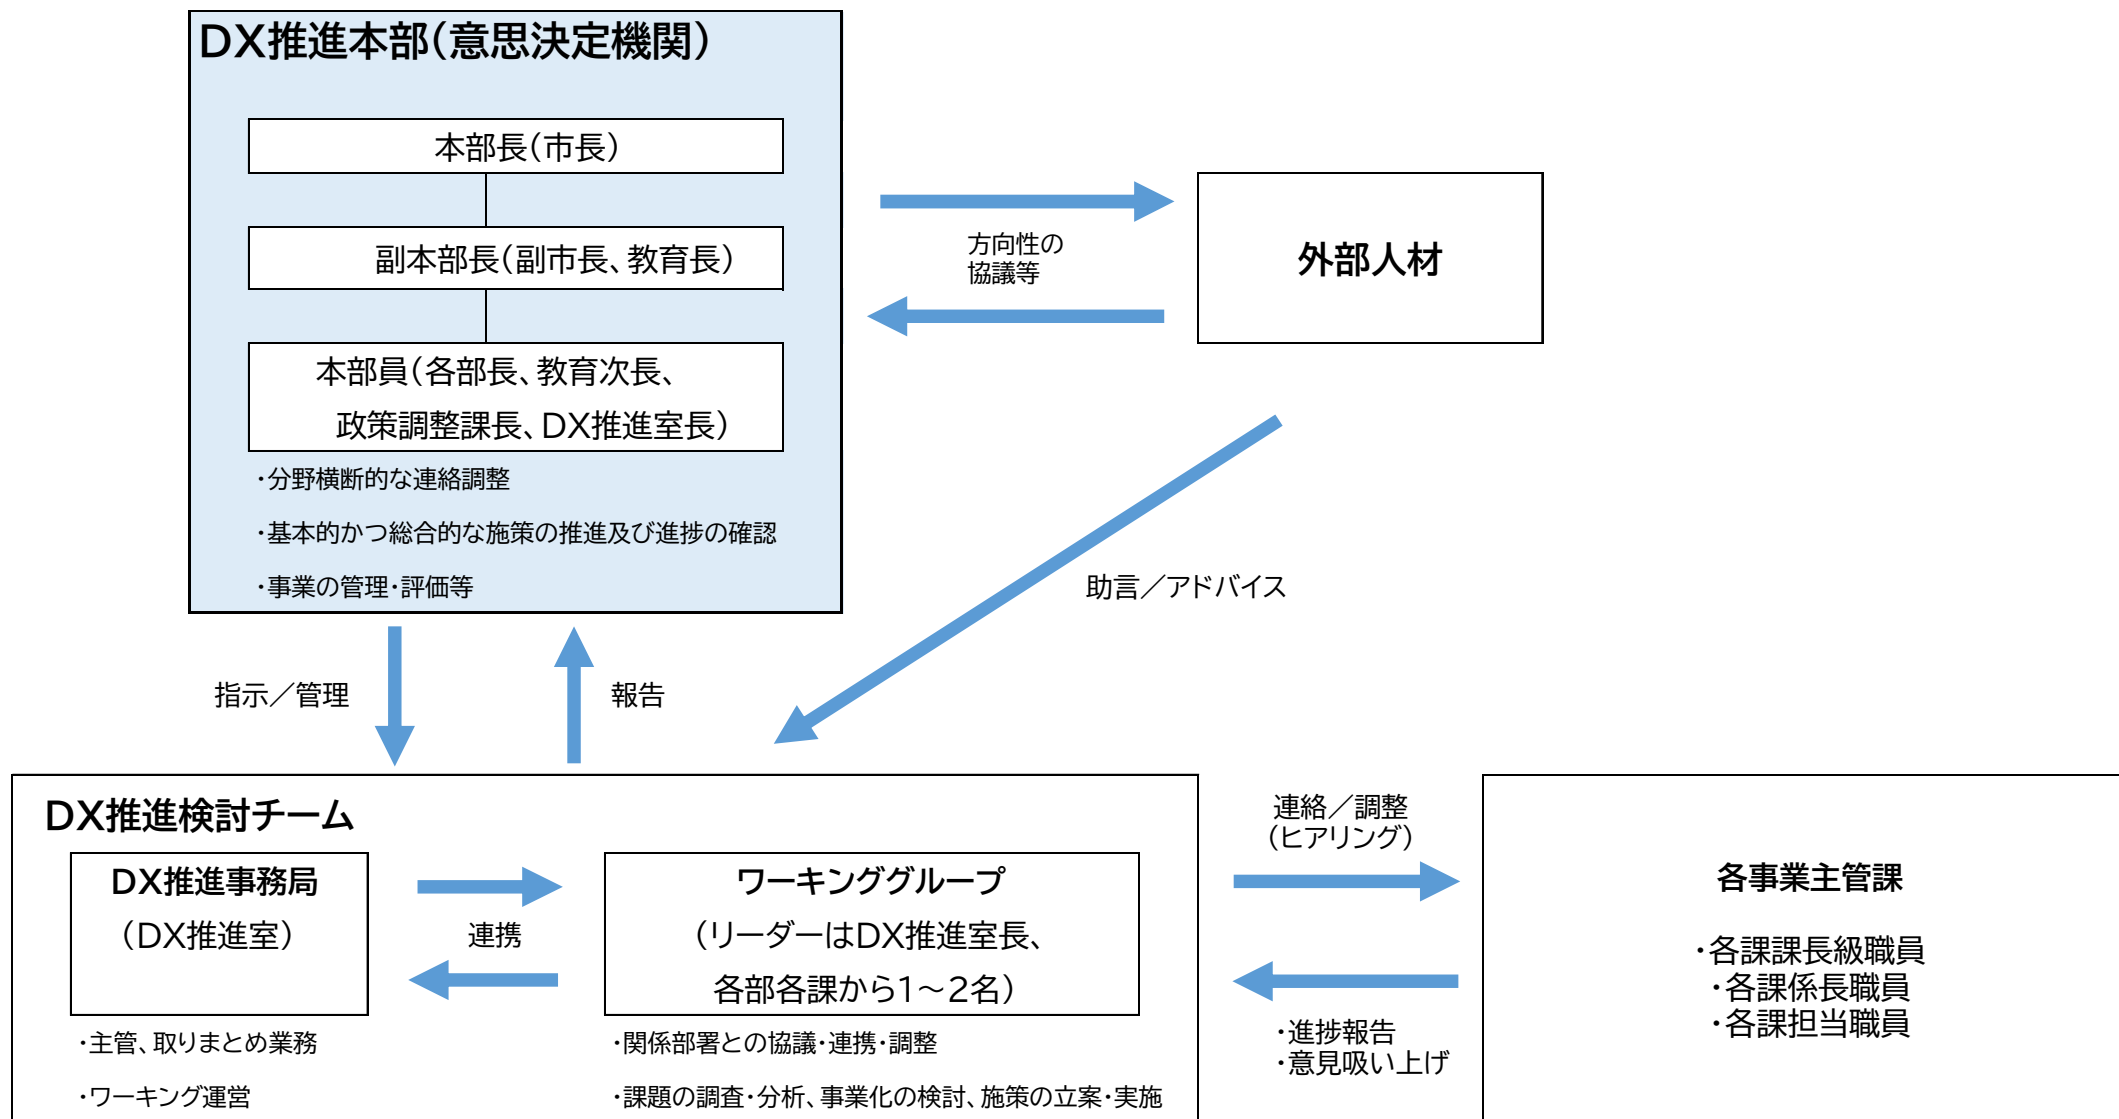 DX推進本部(意思決定機関)
本部長(市長)
副本部長(副市長、教育長)
本部員(各部長、教育次長、
政策調整課長、DX推進室長)
・分野横断的な連絡調整
・基本的かつ総合的な施策の推進及び進捗の確認
・事業の管理・評価等
方向性の
協議等
外部人材
助言／アドバイス
指示／管理
報告
DX推進検討チーム
DX推進事務局
(DX推進室)
・主管、取りまとめ業務
・ワーキング運営
連携
ワーキンググループ
(リーダーはDX推進室長、
各部各課から1～2名)
・関係部署との協議・連携・調整
・課題の調査・分析、事業化の検討、施策の立案・実施
連絡／調整
(ヒアリング)
・進捗報告
・意見吸い上げ
各事業主管課
・各課課長級職員
・各課係長職員
・各課担当職員